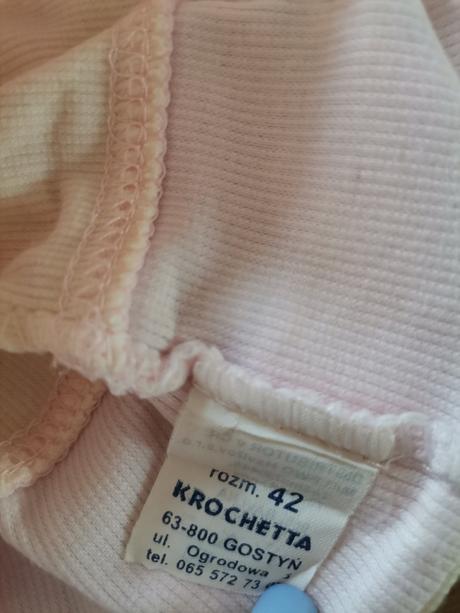 rozm. 42
KROCHETTA
63-800 GOSTYŃ
ul. Ogrodowa
tel. 065 572 73